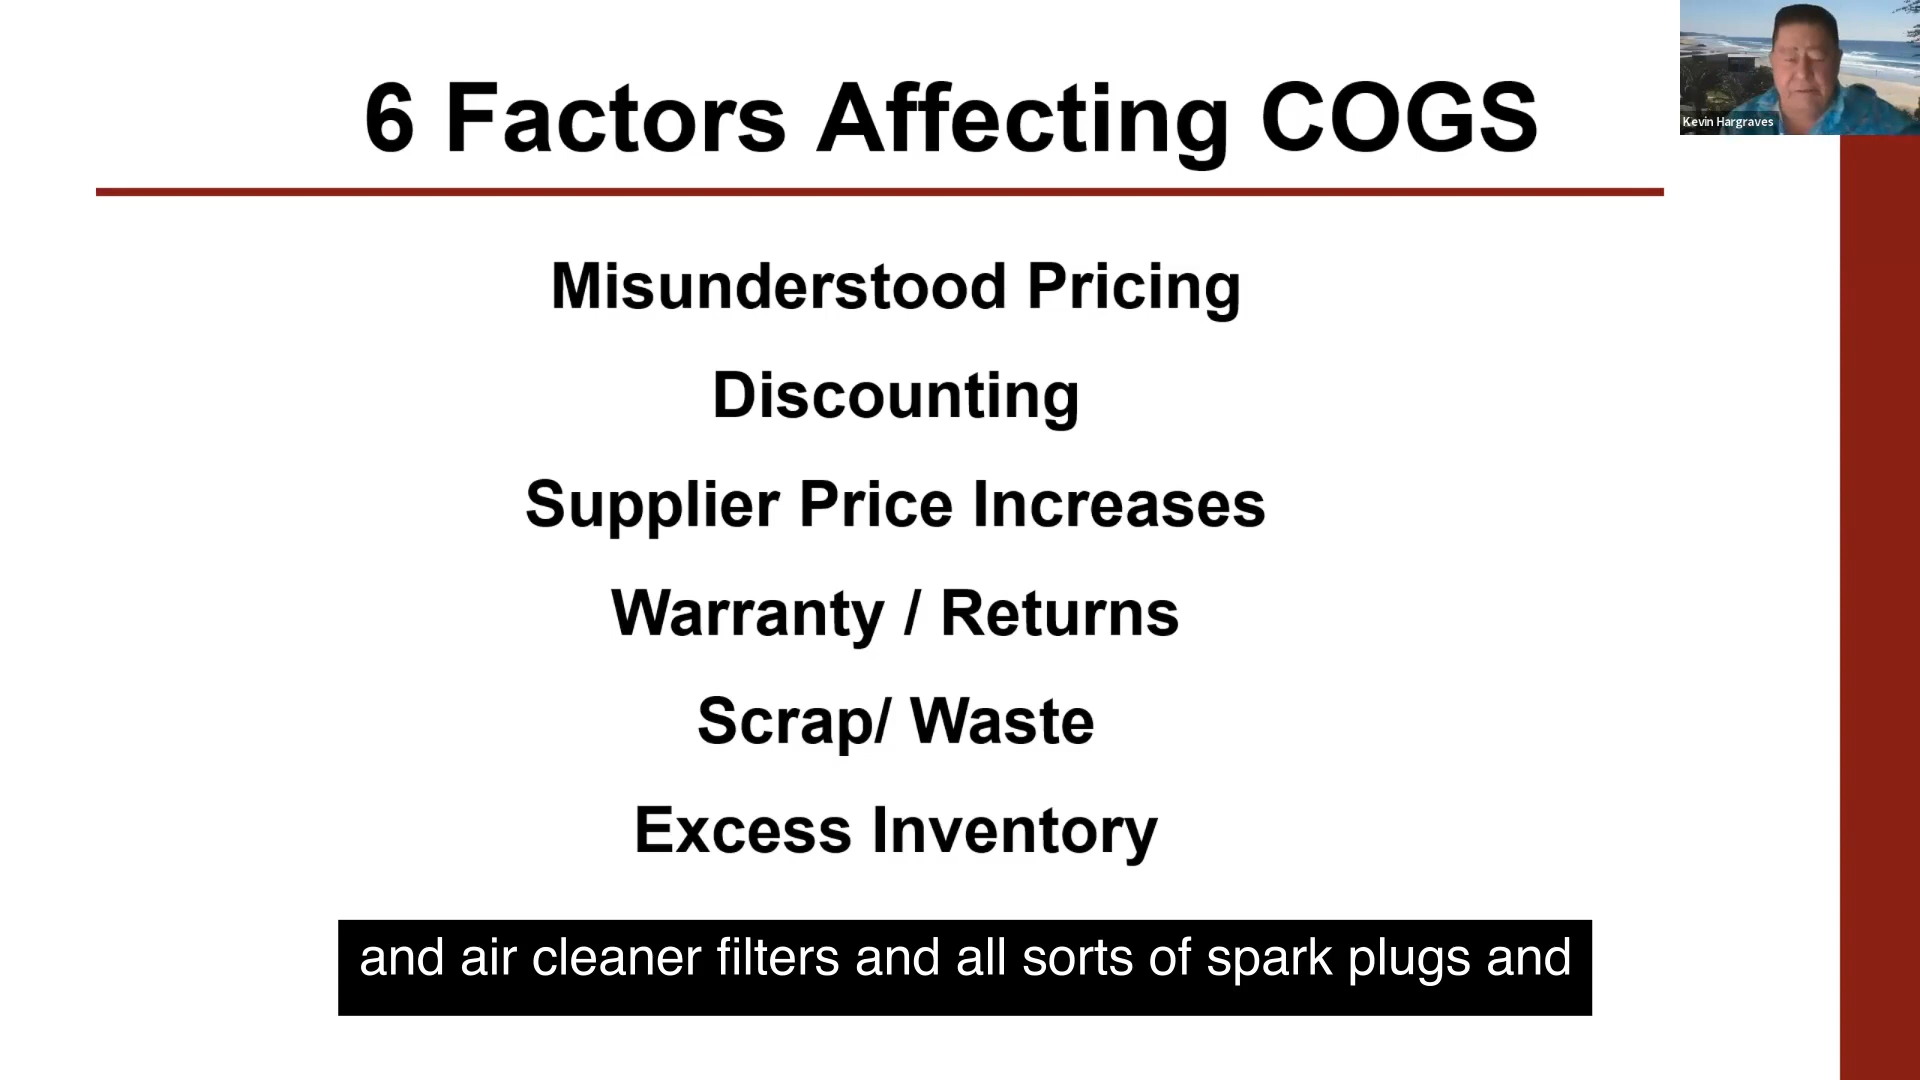 6 Factors Affecting COGS
Kevin Hargraves
Misunderstood Pricing
Discounting
Supplier Price Increases
Warranty / Returns
Scrap/ Waste
Excess Inventory
and air cleaner filters and all sorts of spark plugs and